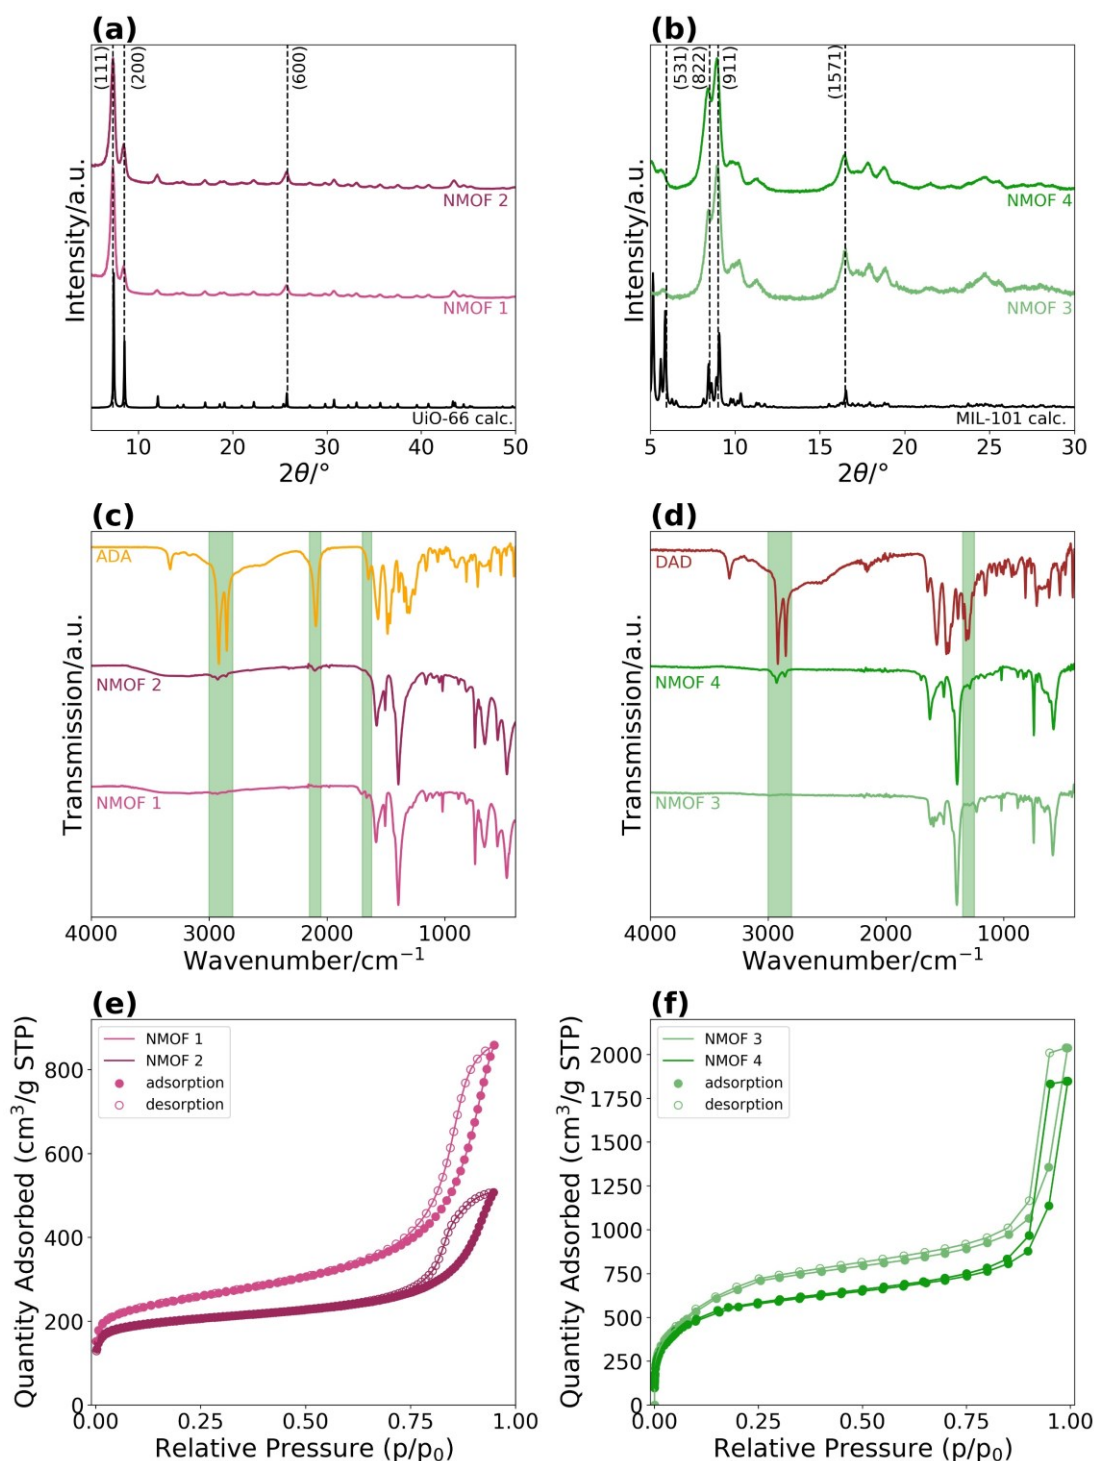 (a)
(111)
(200)
(600)
NMOF 2
NMOF 1
UiO-66 calc.
Intensity/a.u.
10 20 30 40 50
2θ/°
(b)
(531)
(822)
(911)
(1571)
NMOF 4
NMOF 3
MIL-101 calc.
Intensity/a.u.
5 10 15 20 25 30
2θ/°
(c)
ADA
NMOF 2
NMOF 1
Transmission/a.u.
4000 3000 2000 1000
Wavenumber/cm⁻¹
(d)
DAD
NMOF 4
NMOF 3
Transmission/a.u.
4000 3000 2000 1000
Wavenumber/cm⁻¹
(e)
NMOF 1
NMOF 2
adsorption
desorption
Quantity Adsorbed (cm³/g STP)
800
600
400
200
0
0.00 0.25 0.50 0.75 1.00
Relative Pressure (p/p₀)
(f)
NMOF 3
NMOF 4
adsorption
desorption
Quantity Adsorbed (cm³/g STP)
2000
1750
1500
1250
1000
750
500
250
0
0.00 0.25 0.50 0.75 1.00
Relative Pressure (p/p₀)